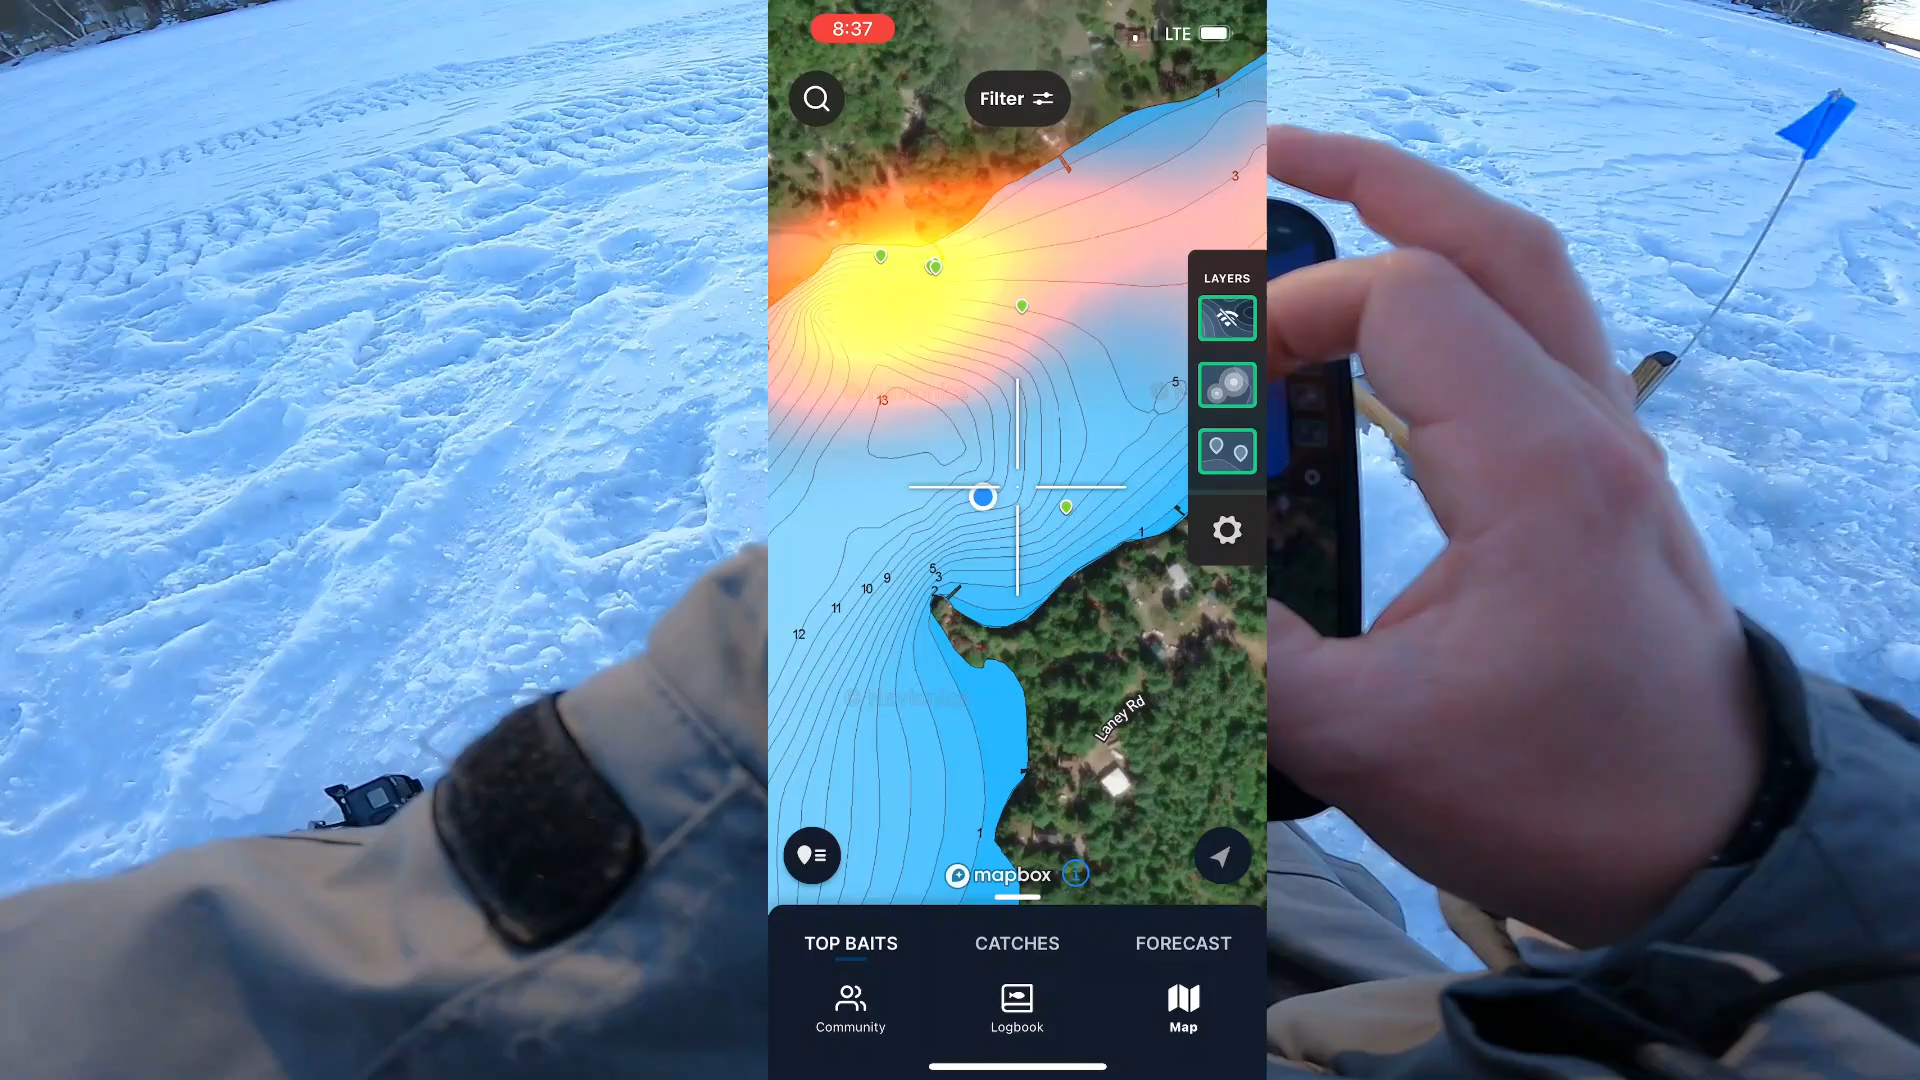 8:37
LTE
Filter
1
3
LAYERS
5
13
1
5
3
2
9
10
11
12
Navionics
Laney Rd
1
mapbox
TOP BAITS
CATCHES
FORECAST
Community
Logbook
Map